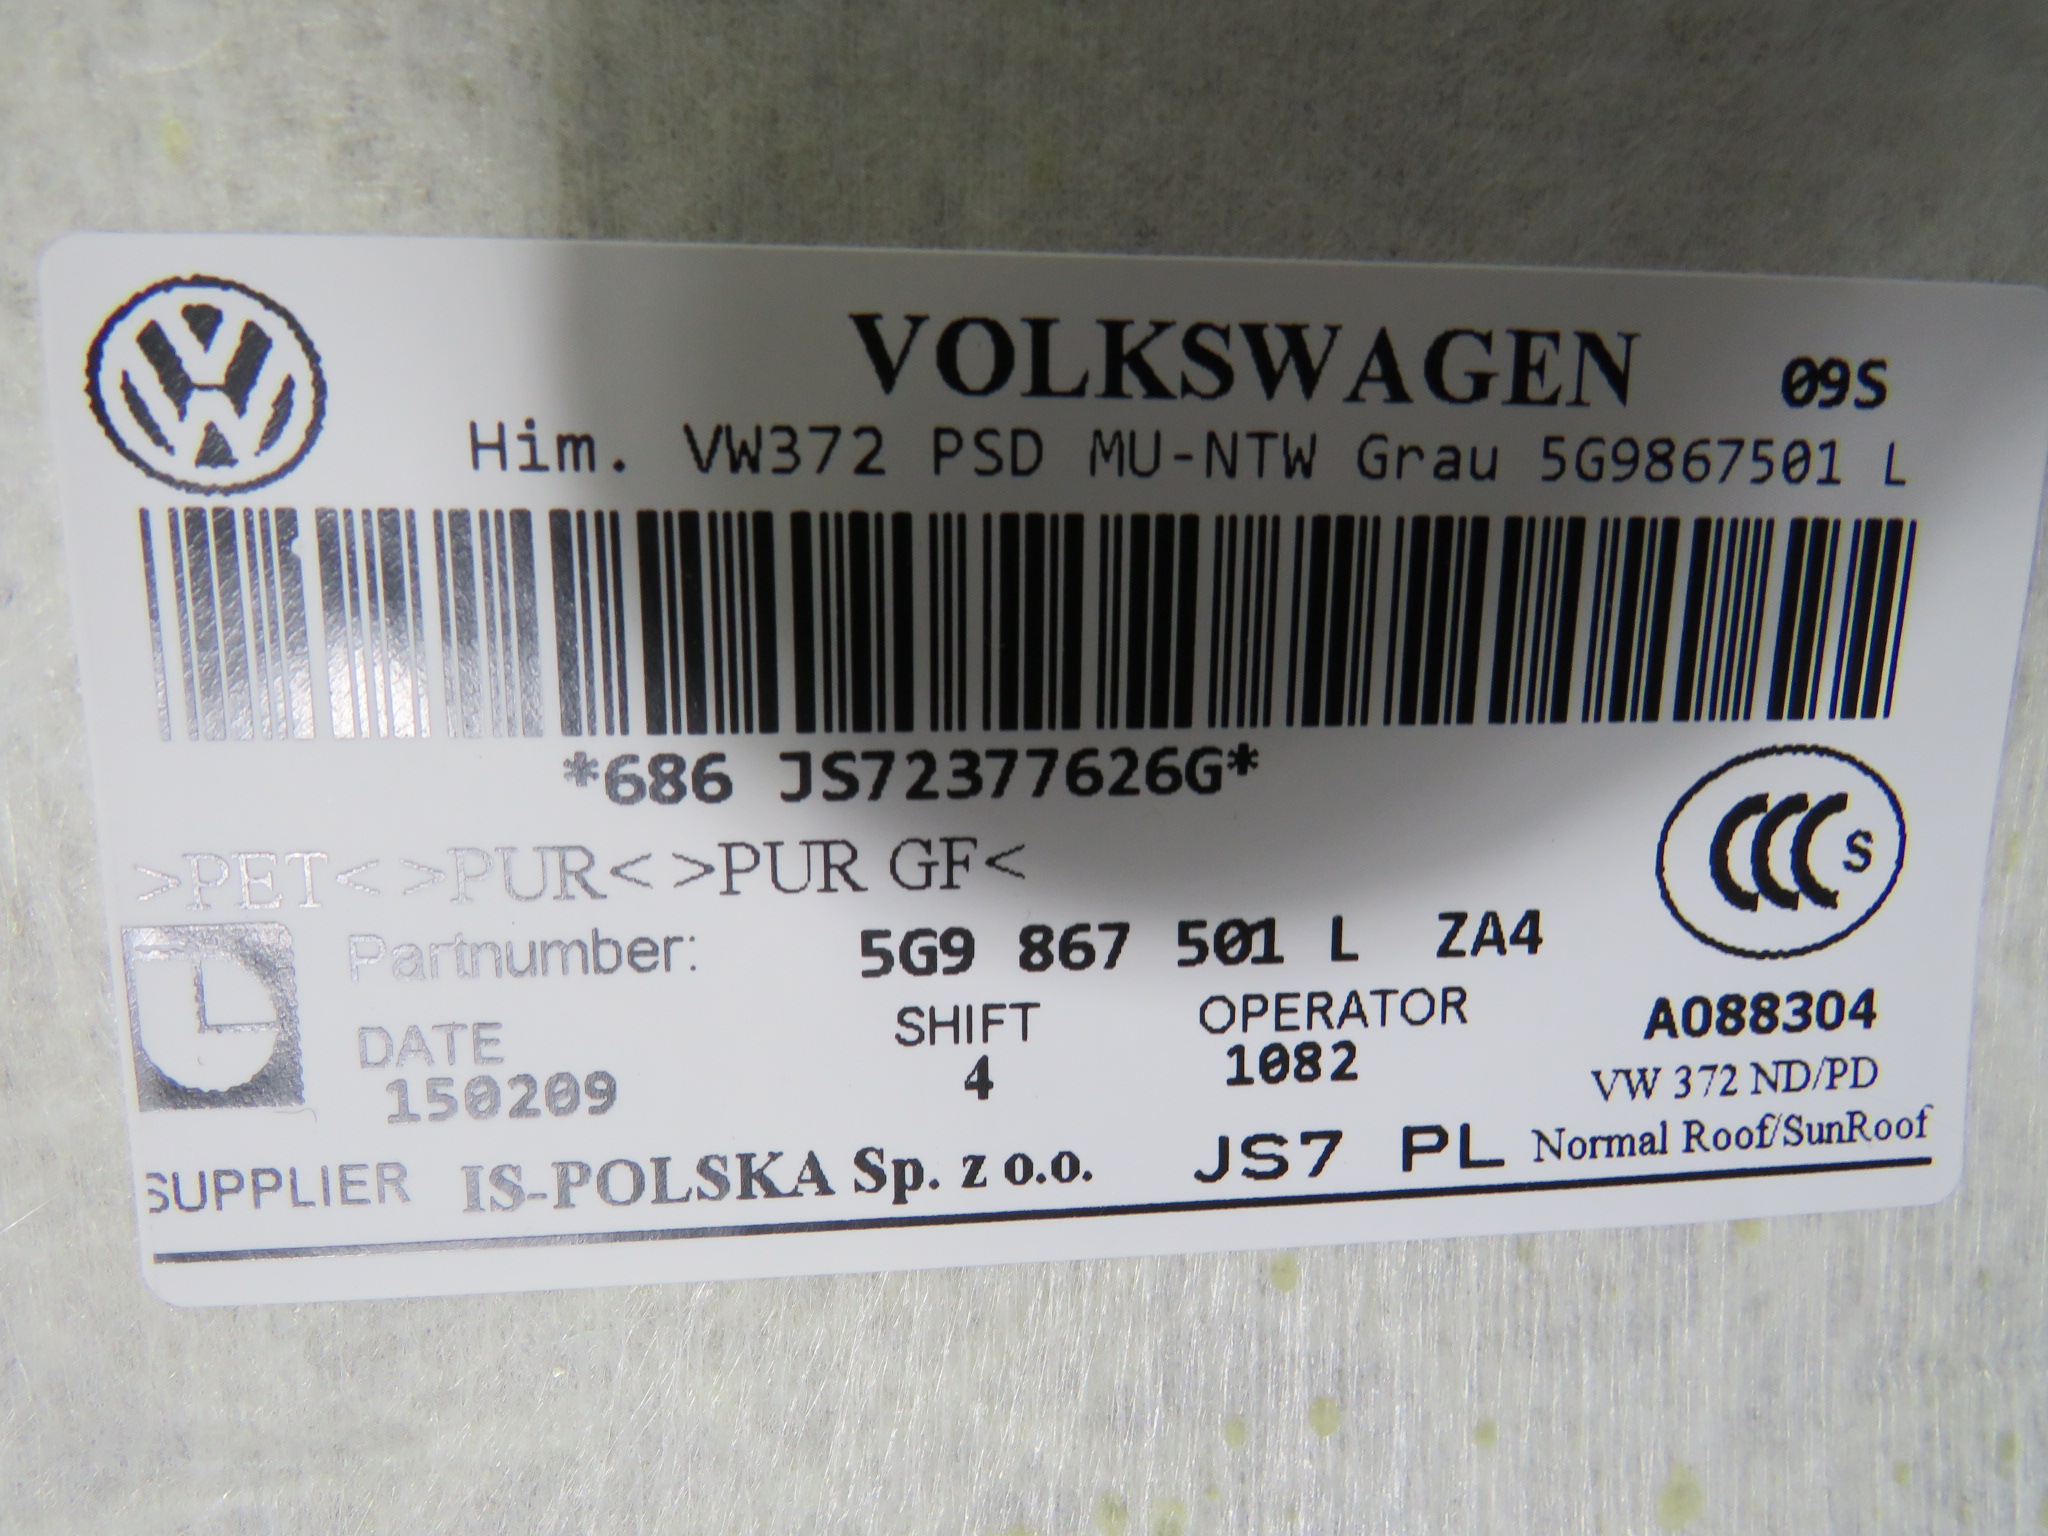 VOLKSWAGEN 09S
Him. VW372 PSD MU-NTW Grau 5G9867501 L
*686 JS72377626G*
>PET< >PUR< >PUR GF<
CCC S
Partnumber: 5G9 867 501 L ZA4
DATE SHIFT OPERATOR A088304
150209 4 1082 VW 372 ND/PD
SUPPLIER IS-POLSKA Sp. z o.o. JS7 PL Normal Roof/SunRoof